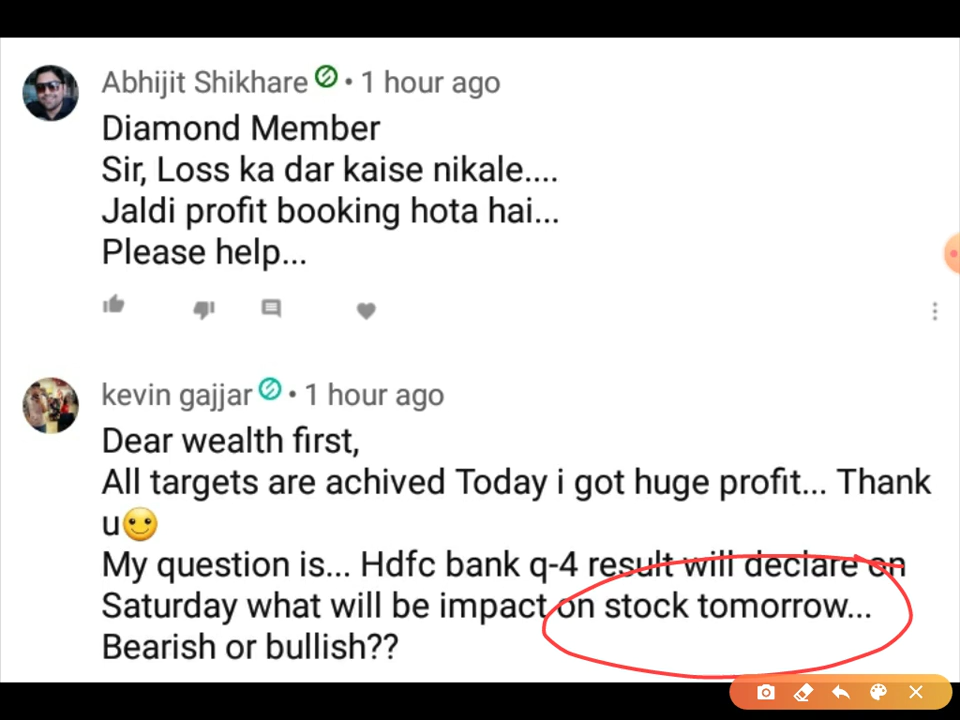 Abhijit Shikhare • 1 hour ago
Diamond Member
Sir, Loss ka dar kaise nikale....
Jaldi profit booking hota hai...
Please help...
kevin gajjar • 1 hour ago
Dear wealth first,
All targets are achived Today i got huge profit... Thank
u🙂
My question is... Hdfc bank q-4 result will declare on
Saturday what will be impact on stock tomorrow...
Bearish or bullish??